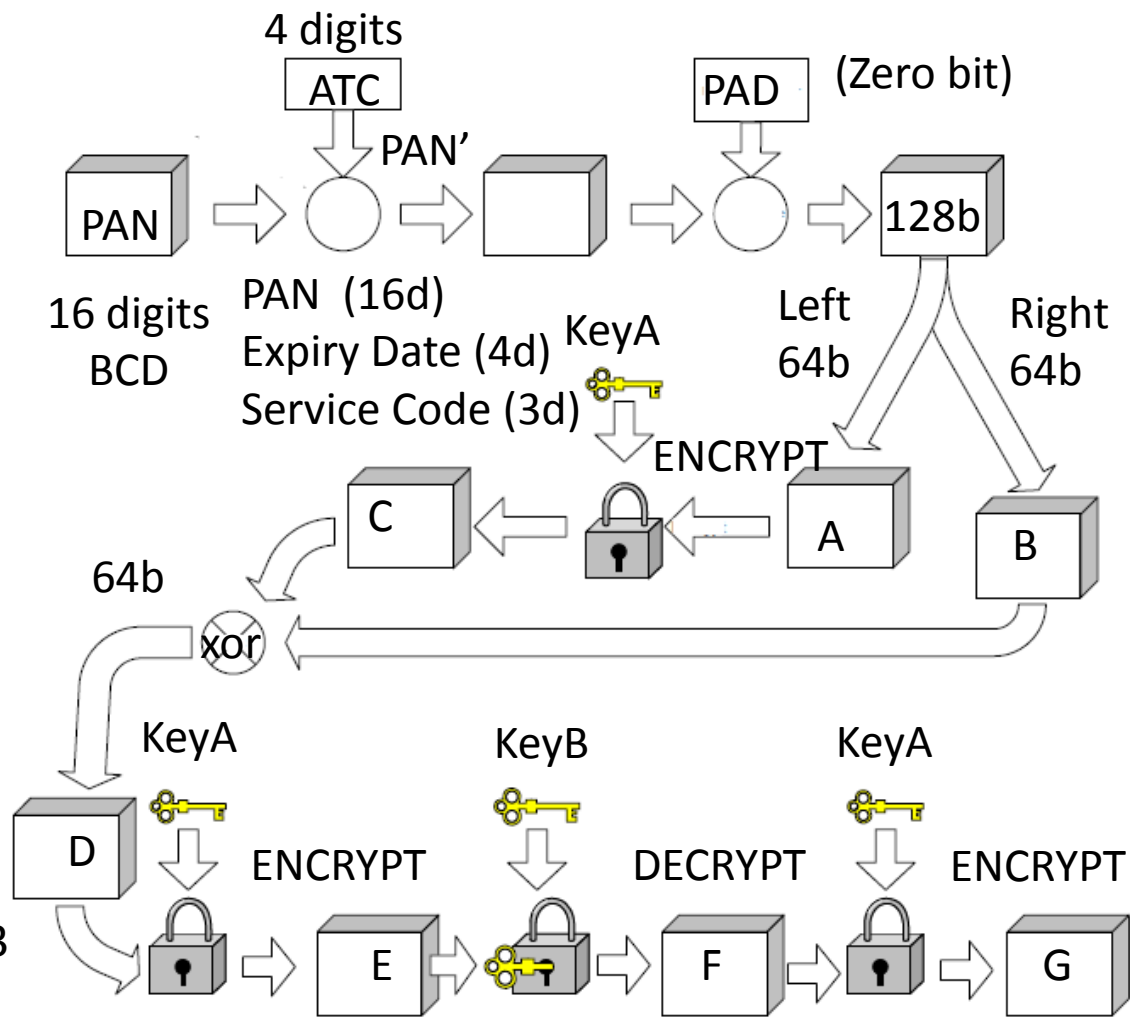 4 digits
ATC
PAD
(Zero bit)
PAN’
PAN
128b
16 digits
BCD
PAN (16d)
Expiry Date (4d)
Service Code (3d)
KeyA
Left
64b
Right
64b
ENCRYPT
C
A
B
64b
xor
KeyA
KeyB
KeyA
D
ENCRYPT
DECRYPT
ENCRYPT
3
E
F
G